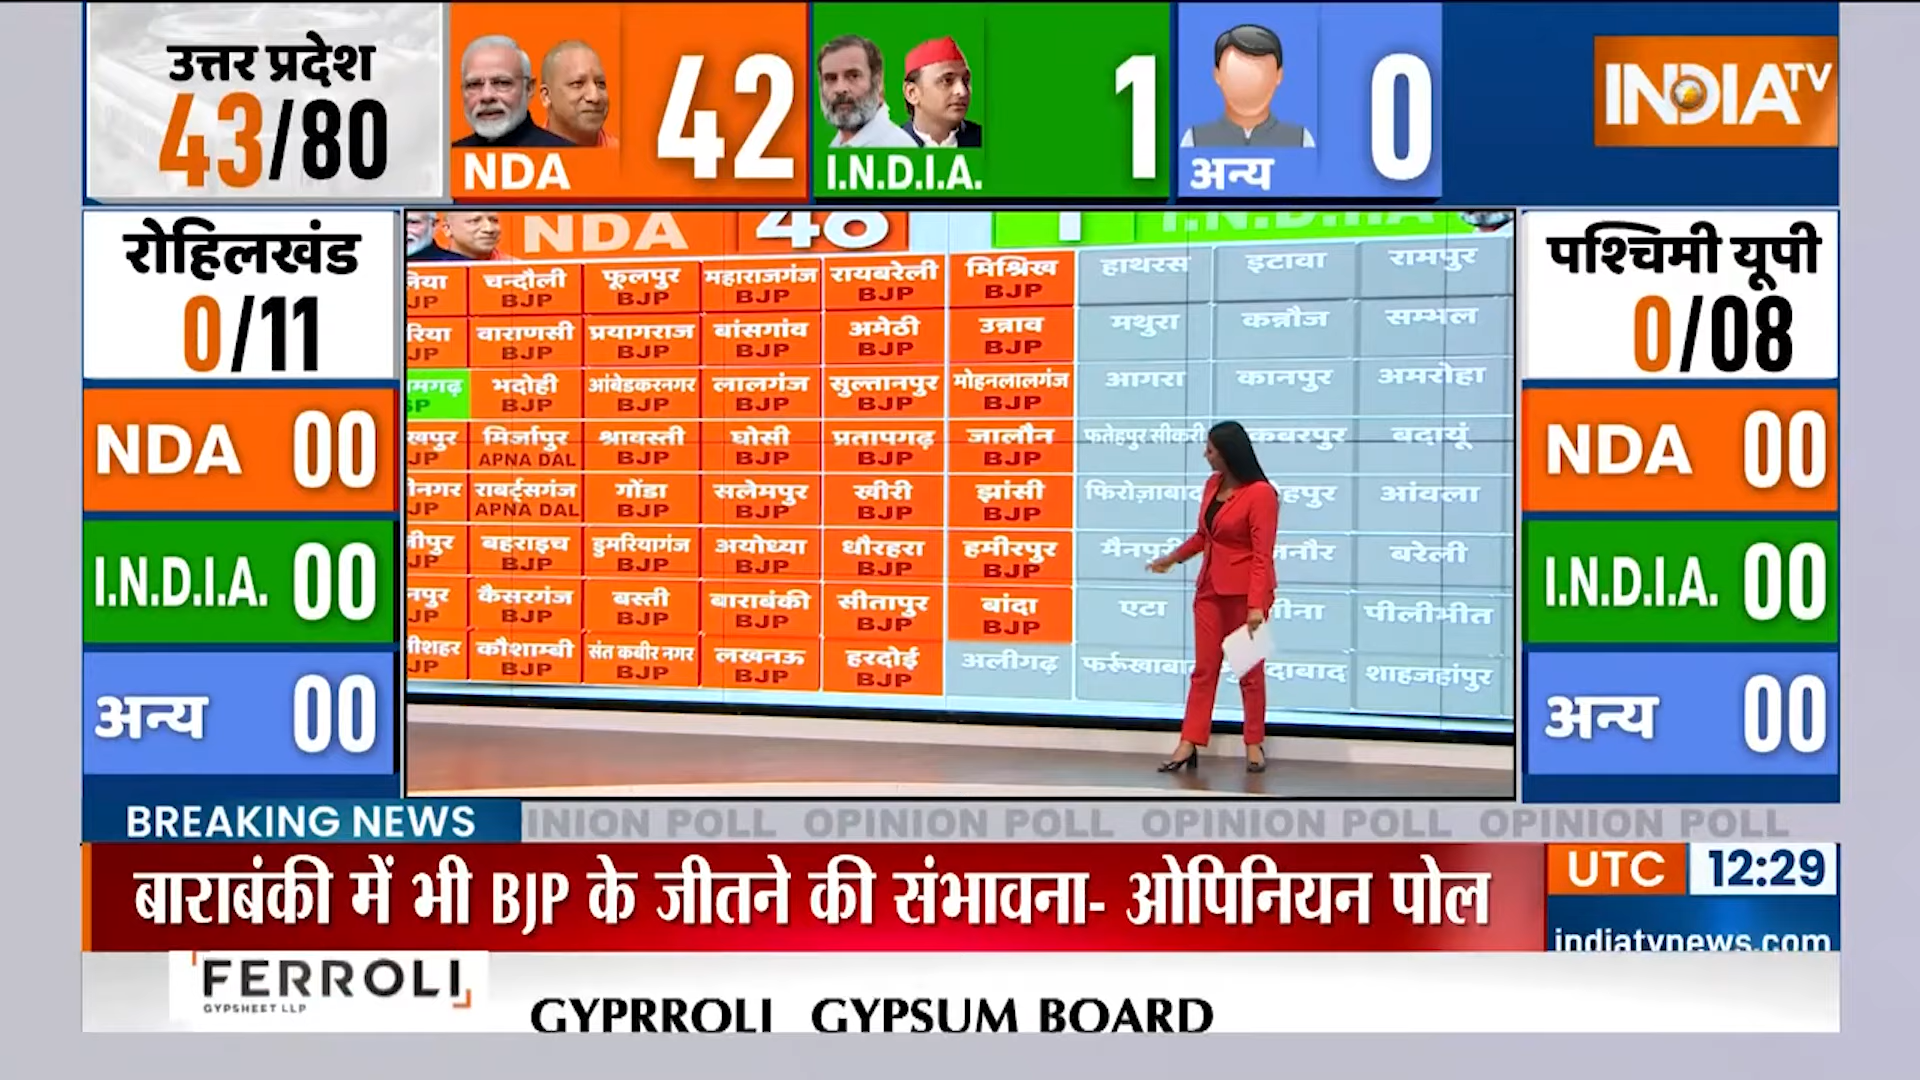 उत्तर प्रदेश
43/80
NDA
42
I.N.D.I.A.
1
अन्य
0
INDIA TV
रोहिलखंड
0/11
NDA 00
I.N.D.I.A. 00
अन्य 00
NDA
1
चन्दौली फूलपुर महाराजगंज रायबरेली मिश्रिख हाथरस इटावा रामपुर
BJP BJP BJP BJP BJP
वाराणसी प्रयागराज बांसगांव अमेठी उन्नाव मथुरा कन्नौज सम्भल
BJP BJP BJP BJP BJP
भदोही आंबेडकरनगर लालगंज सुल्तानपुर मोहनलालगंज आगरा कानपुर अमरोहा
BJP BJP BJP BJP BJP
मिर्जापुर श्रावस्ती घोसी प्रतापगढ़ जालौन फतेहपुर सीकरी बदायूं
APNA DAL BJP BJP BJP BJP
राबर्ट्सगंज गोंडा सलेमपुर खीरी झांसी फिरोज़ाबाद आंवला
APNA DAL BJP BJP BJP BJP
बहराइच डुमरियागंज अयोध्या धौरहरा हमीरपुर बरेली
BJP BJP BJP BJP BJP
कैसरगंज बस्ती बाराबंकी सीतापुर बांदा एटा पीलीभीत
BJP BJP BJP BJP BJP
कौशाम्बी संत कबीर नगर लखनऊ हरदोई अलीगढ़ शाहजहांपुर
BJP BJP BJP BJP
पश्चिमी यूपी
0/08
NDA 00
I.N.D.I.A. 00
अन्य 00
BREAKING NEWS
INION POLL OPINION POLL OPINION POLL OPINION POLL
बाराबंकी में भी BJP के जीतने की संभावना- ओपिनियन पोल
UTC 12:29
indiatvnews.com
FERROLI
GYPSHEET LLP
GYPRROLI GYPSUM BOARD